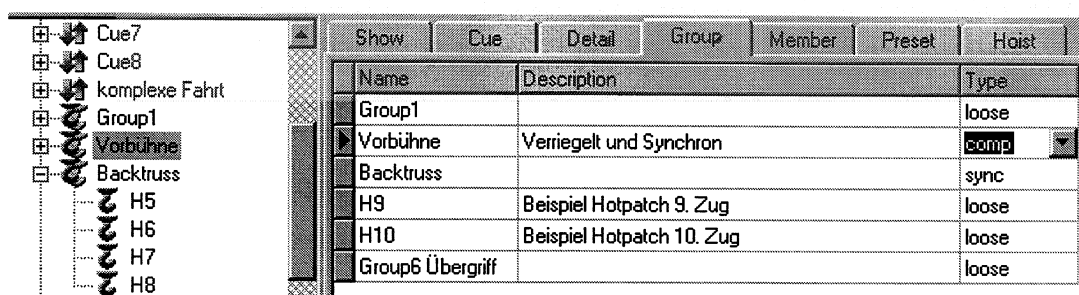 Cue7
Cue8
komplexe Fahrt
Group1
Vorbühne
Backtruss
H5
H6
H7
H8
Show Cue Detail Group Member Preset Hoist
Name Description Type
Group1 loose
Vorbühne Verriegelt und Synchron comp
Backtruss sync
H9 Beispiel Hotpatch 9. Zug loose
H10 Beispiel Hotpatch 10. Zug loose
Group6 Übergriff loose